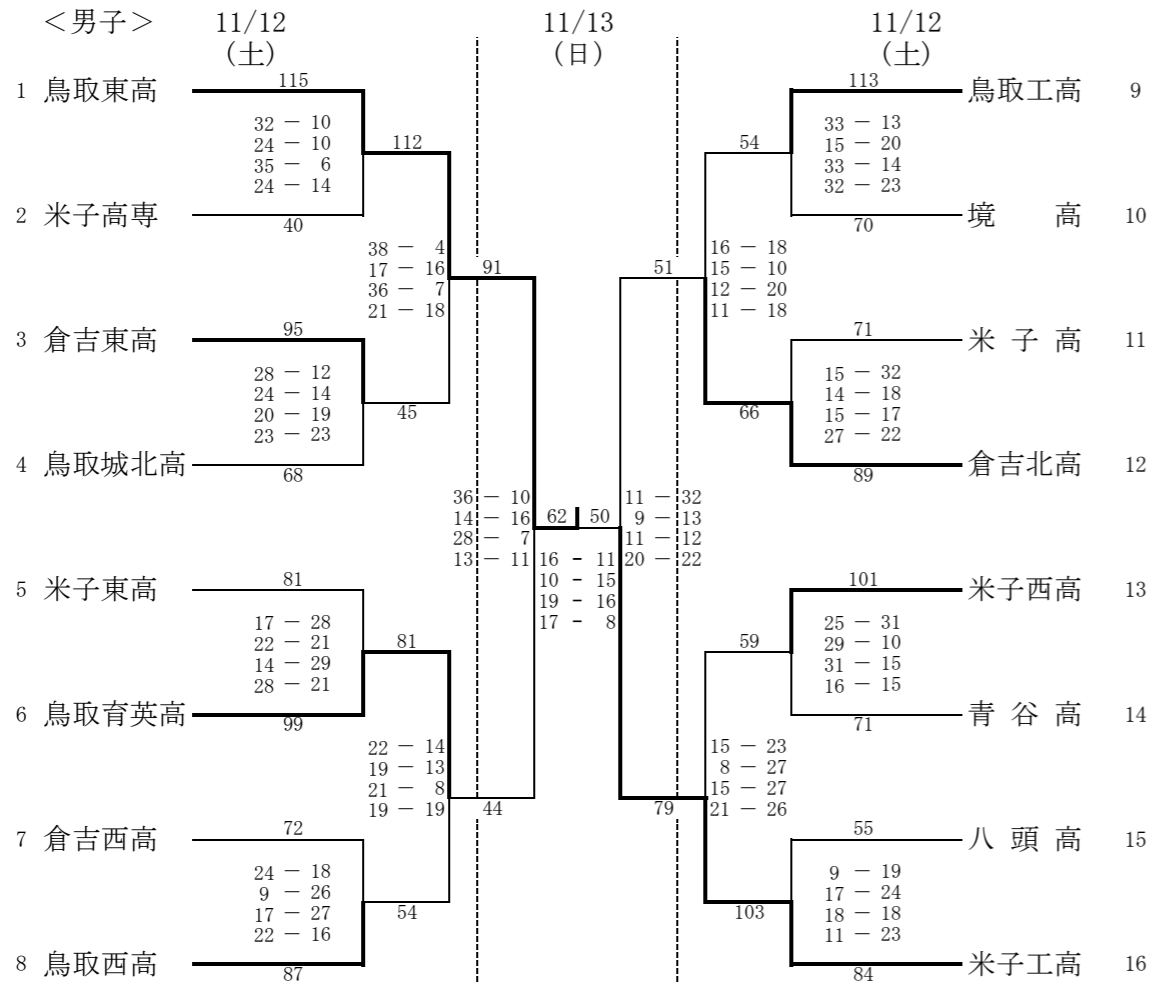 ＜男子＞ 11/12 11/13 11/12
(土) (日) (土)
1 鳥取東高 115 113 鳥取工高 9
32 － 10 33 － 13
24 － 10 112 54 15 － 20
35 － 6 33 － 14
24 － 14 32 － 23
2 米子高専 40 70 境 高 10
38 － 4 16 － 18
17 － 16 91 51 15 － 10
36 － 7 12 － 20
21 － 18 11 － 18
3 倉吉東高 95 71 米子高 11
28 － 12 15 － 32
24 － 14 14 － 18
20 － 19 45 66 15 － 17
23 － 23 27 － 22
4 鳥取城北高 68 89 倉吉北高 12
36 － 10 11 － 32
14 － 16 62 50 9 － 13
28 － 7 11 － 12
13 － 11 20 － 22
16 - 11
10 - 15
19 - 16
17 - 8
5 米子東高 81 101 米子西高 13
17 － 28 25 － 31
22 － 21 81 59 29 － 10
14 － 29 31 － 15
28 － 21 16 － 15
6 鳥取育英高 99 71 青谷高 14
22 － 14 15 － 23
19 － 13 8 － 27
21 － 8 15 － 27
19 － 19 44 79 21 － 26
7 倉吉西高 72 55 八頭高 15
24 － 18 9 － 19
9 － 26 17 － 24
17 － 27 54 103 18 － 18
22 － 16 11 － 23
8 鳥取西高 87 84 米子工高 16